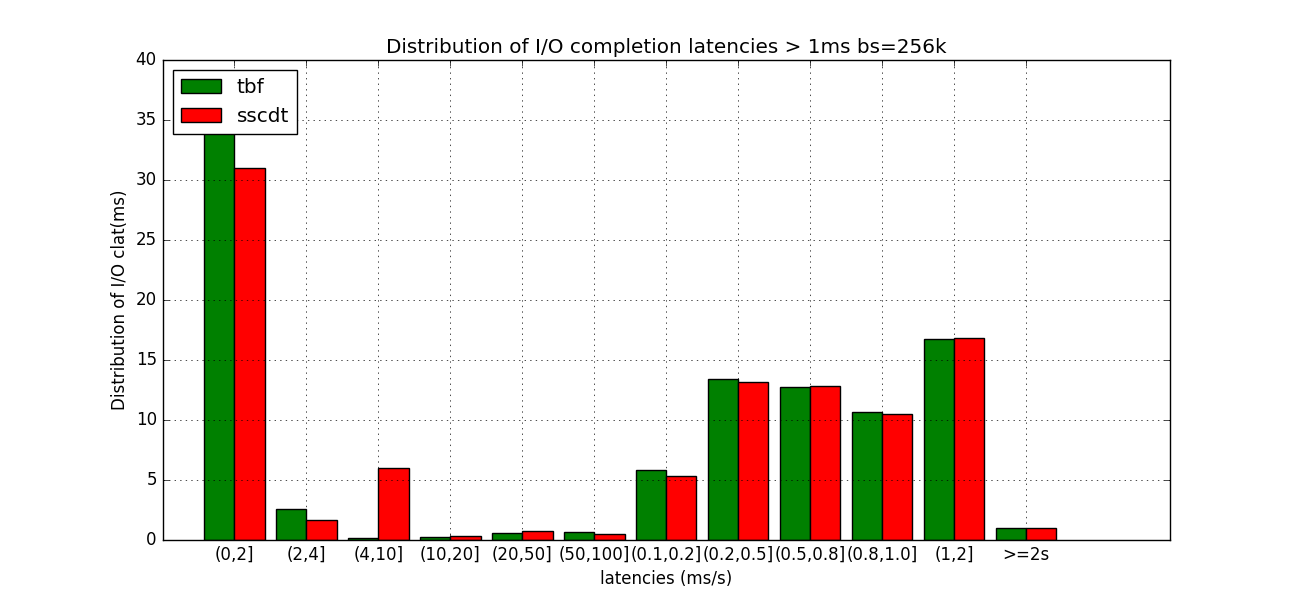 Distribution of I/O completion latencies > 1ms bs=256k
tbf
sscdt
Distribution of I/O clat(ms)
40
35
30
25
20
15
10
5
0
(0,2] (2,4] (4,10] (10,20] (20,50] (50,100] (0.1,0.2] (0.2,0.5] (0.5,0.8] (0.8,1.0] (1,2] >=2s
latencies (ms/s)